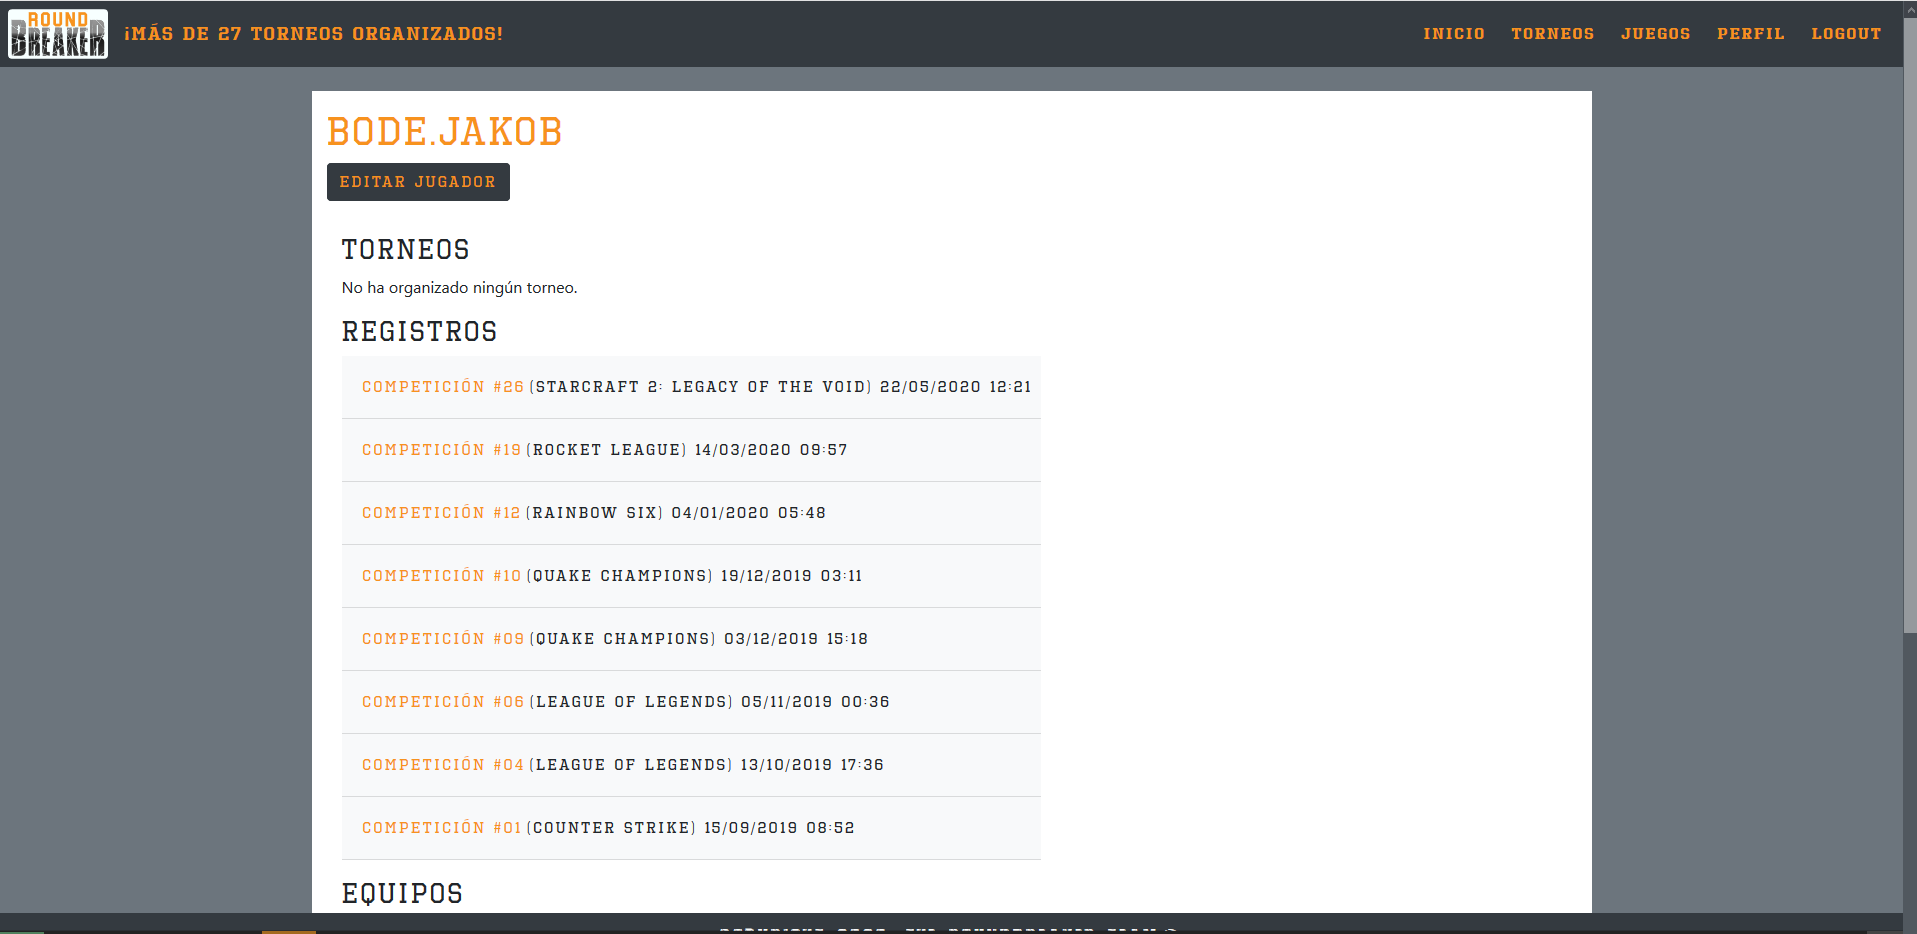 ROUND
BREAKER
¡MÁS DE 27 TORNEOS ORGANIZADOS!
INICIO TORNEOS JUEGOS PERFIL LOGOUT
BODE.JAKOB
EDITAR JUGADOR
TORNEOS
No ha organizado ningún torneo.
REGISTROS
COMPETICIÓN #26 (STARCRAFT 2: LEGACY OF THE VOID) 22/05/2020 12:21
COMPETICIÓN #19 (ROCKET LEAGUE) 14/03/2020 09:57
COMPETICIÓN #12 (RAINBOW SIX) 04/01/2020 05:48
COMPETICIÓN #10 (QUAKE CHAMPIONS) 19/12/2019 03:11
COMPETICIÓN #09 (QUAKE CHAMPIONS) 03/12/2019 15:18
COMPETICIÓN #06 (LEAGUE OF LEGENDS) 05/11/2019 00:36
COMPETICIÓN #04 (LEAGUE OF LEGENDS) 13/10/2019 17:36
COMPETICIÓN #01 (COUNTER STRIKE) 15/09/2019 08:52
EQUIPOS